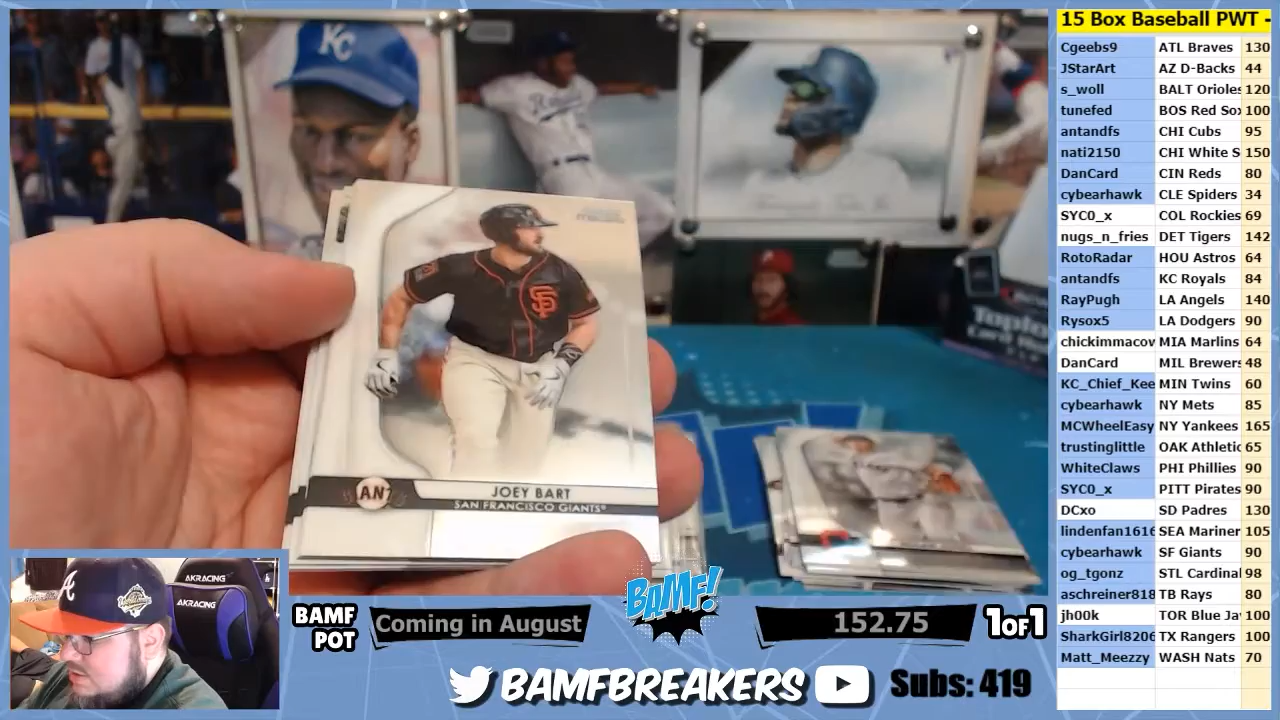 15 Box Baseball PWT -
Cgeebs9 ATL Braves 130
JStarArt AZ D-Backs 44
s_woll BALT Orioles 120
tunefed BOS Red Sox 100
antandfs CHI Cubs 95
nati2150 CHI White S 150
DanCard CIN Reds 80
cybearhawk CLE Spiders 34
SYC0_x COL Rockies 69
nugs_n_fries DET Tigers 142
RotoRadar HOU Astros 64
antandfs KC Royals 84
RayPugh LA Angels 140
Rysox5 LA Dodgers 90
chickimmacov MIA Marlins 64
DanCard MIL Brewers 48
KC_Chief_Kee MIN Twins 60
cybearhawk NY Mets 85
MCWheelEasy NY Yankees 165
trustinglittle OAK Athletic 65
WhiteClaws PHI Phillies 90
SYC0_x PITT Pirates 90
DCxo SD Padres 130
lindenfan1616 SEA Mariner 105
cybearhawk SF Giants 90
og_tgonz STL Cardinal 98
aschreiner818 TB Rays 80
jh00k TOR Blue Ja 100
SharkGirl8206 TX Rangers 100
Matt_Meezzy WASH Nats 70
KC
Royals
SF
JOEY BART
SAN FRANCISCO GIANTS
A
AKRACING
AKRACING
BAMF POT
Coming in August
BAMF!
152.75
1OF1
BAMFBREAKERS
Subs: 419